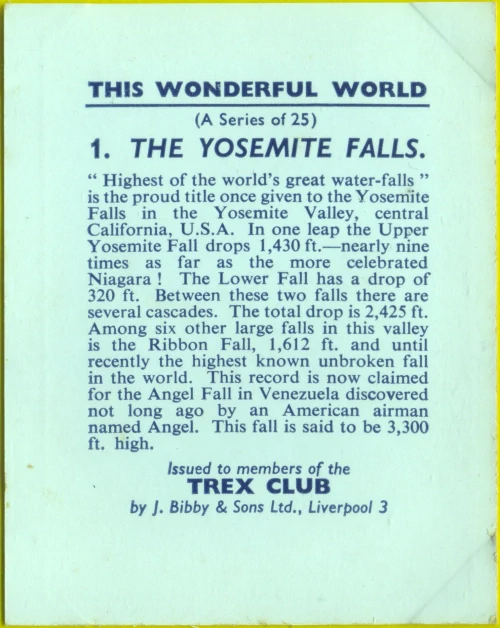 THIS WONDERFUL WORLD
(A Series of 25)
1. THE YOSEMITE FALLS.
“ Highest of the world's great water-falls ”
is the proud title once given to the Yosemite
Falls in the Yosemite Valley, central
California, U.S.A. In one leap the Upper
Yosemite Fall drops 1,430 ft.—nearly nine
times as far as the more celebrated
Niagara ! The Lower Fall has a drop of
320 ft. Between these two falls there are
several cascades. The total drop is 2,425 ft.
Among six other large falls in this valley
is the Ribbon Fall, 1,612 ft. and until
recently the highest known unbroken fall
in the world. This record is now claimed
for the Angel Fall in Venezuela discovered
not long ago by an American airman
named Angel. This fall is said to be 3,300
ft. high.
Issued to members of the
TREX CLUB
by J. Bibby & Sons Ltd., Liverpool 3